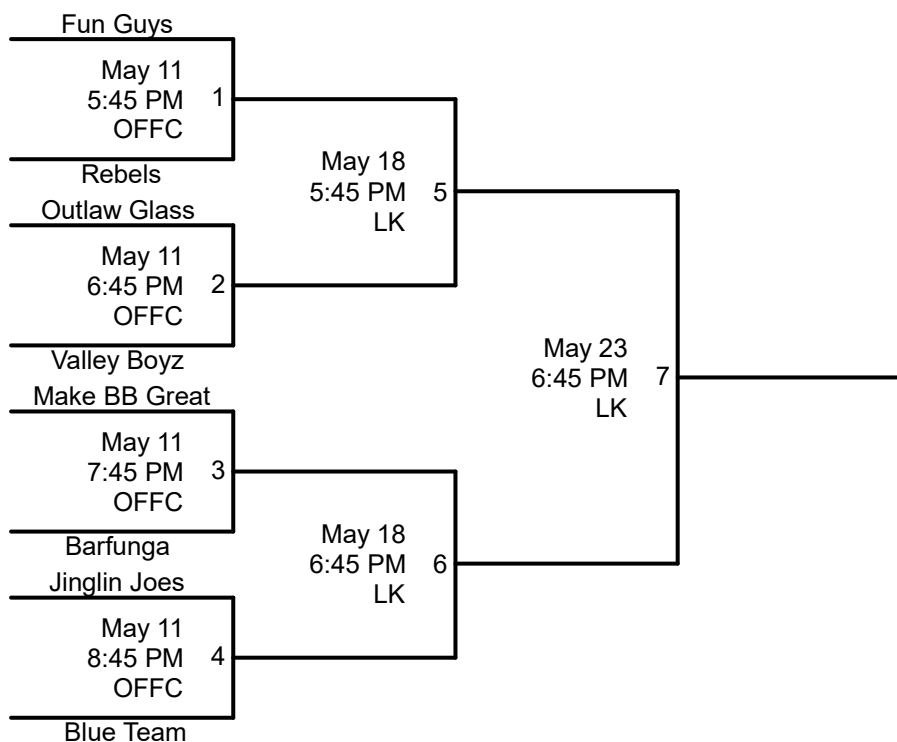 Fun Guys
May 11
5:45 PM
OFFC
1
Rebels
Outlaw Glass
May 11
6:45 PM
OFFC
2
Valley Boyz
Make BB Great
May 11
7:45 PM
OFFC
3
Barfunga
Jinglin Joes
May 11
8:45 PM
OFFC
4
Blue Team
May 18
5:45 PM
LK
5
May 18
6:45 PM
LK
6
May 23
6:45 PM
LK
7